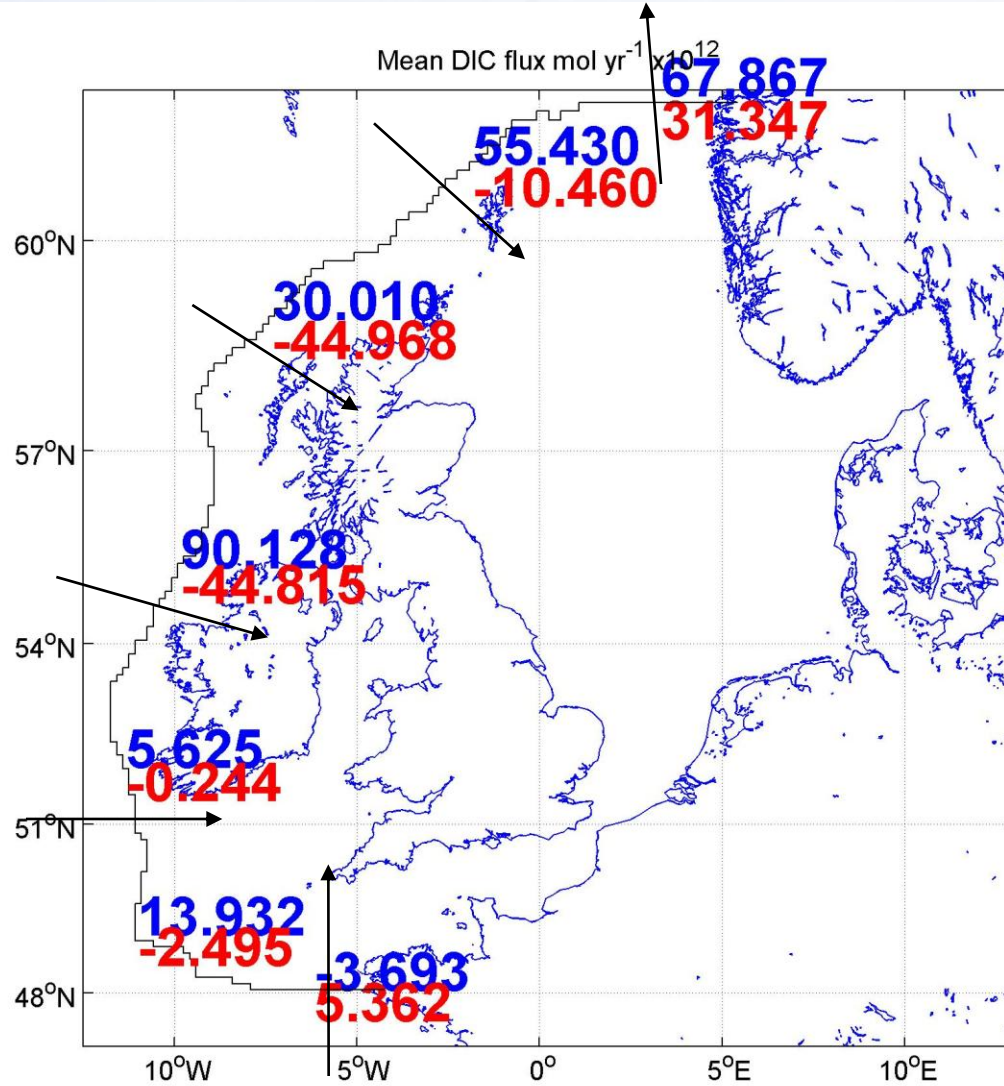 Mean DIC flux mol yr-1 x10^12
67.867
31.347
55.430
-10.460
60°N
30.010
-44.968
57°N
90.128
-44.815
54°N
5.625
-0.244
51°N
13.932
-2.495
-3.693
5.362
48°N
10°W 5°W 0° 5°E 10°E